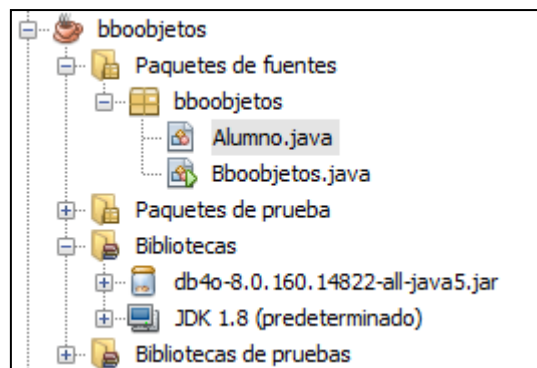 bboobjetos
Paquetes de fuentes
bboobjetos
Alumno.java
Bboobjetos.java
Paquetes de prueba
Bibliotecas
db4o-8.0.160.14822-all-java5.jar
JDK 1.8 (predeterminado)
Bibliotecas de pruebas